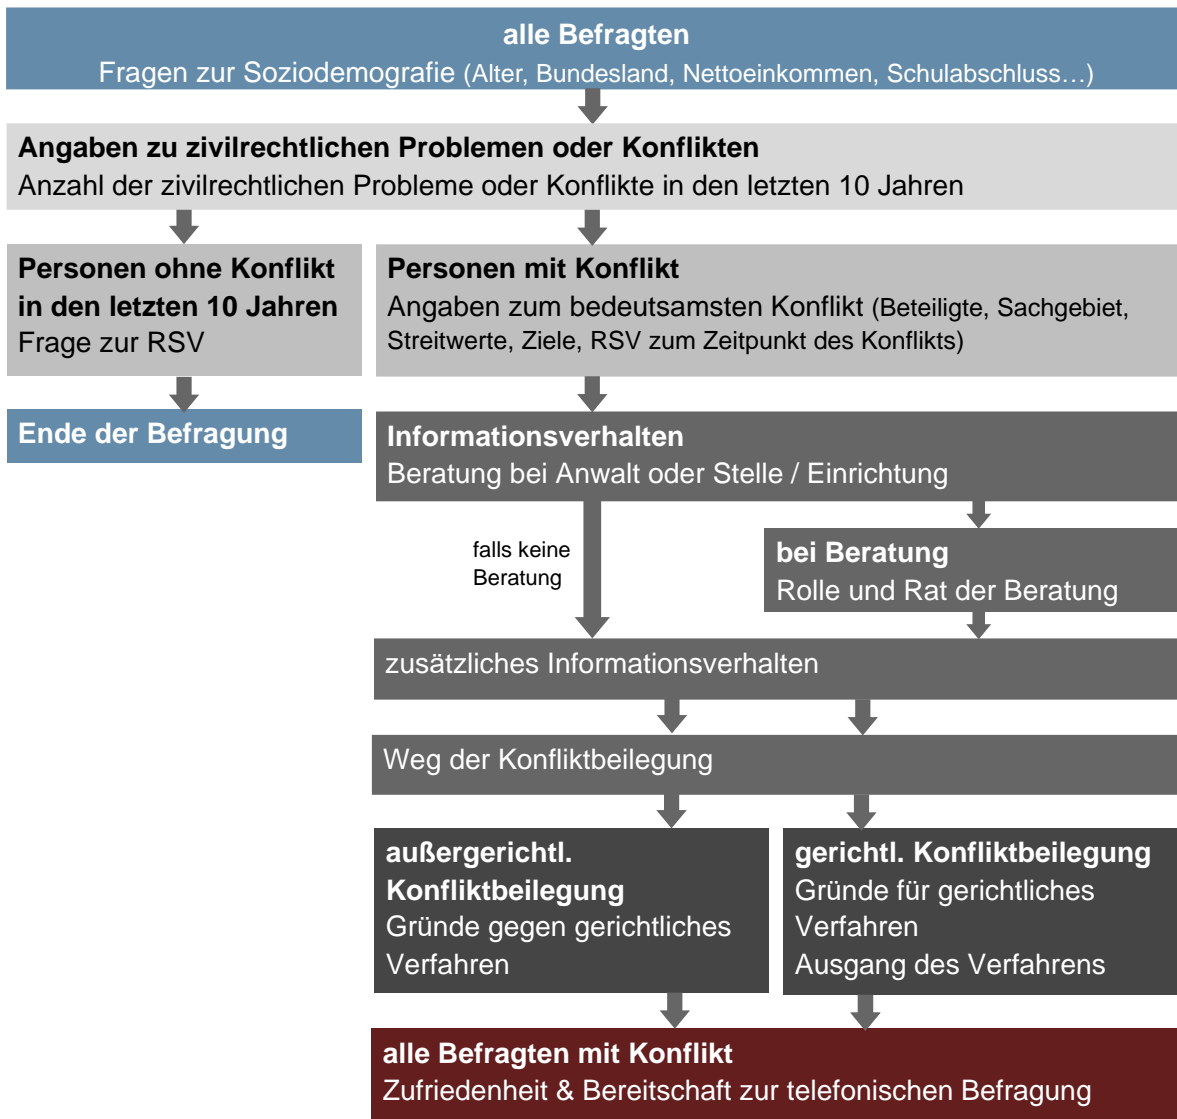 alle Befragten
Fragen zur Soziodemografie (Alter, Bundesland, Nettoeinkommen, Schulabschluss…)
Angaben zu zivilrechtlichen Problemen oder Konflikten
Anzahl der zivilrechtlichen Probleme oder Konflikte in den letzten 10 Jahren
Personen ohne Konflikt
in den letzten 10 Jahren
Frage zur RSV
Personen mit Konflikt
Angaben zum bedeutsamsten Konflikt (Beteiligte, Sachgebiet,
Streitwerte, Ziele, RSV zum Zeitpunkt des Konflikts)
Ende der Befragung
Informationsverhalten
Beratung bei Anwalt oder Stelle / Einrichtung
falls keine
Beratung
bei Beratung
Rolle und Rat der Beratung
zusätzliches Informationsverhalten
Weg der Konfliktbeilegung
außergerichtl.
Konfliktbeilegung
Gründe gegen gerichtliches
Verfahren
gerichtl. Konfliktbeilegung
Gründe für gerichtliches
Verfahren
Ausgang des Verfahrens
alle Befragten mit Konflikt
Zufriedenheit & Bereitschaft zur telefonischen Befragung